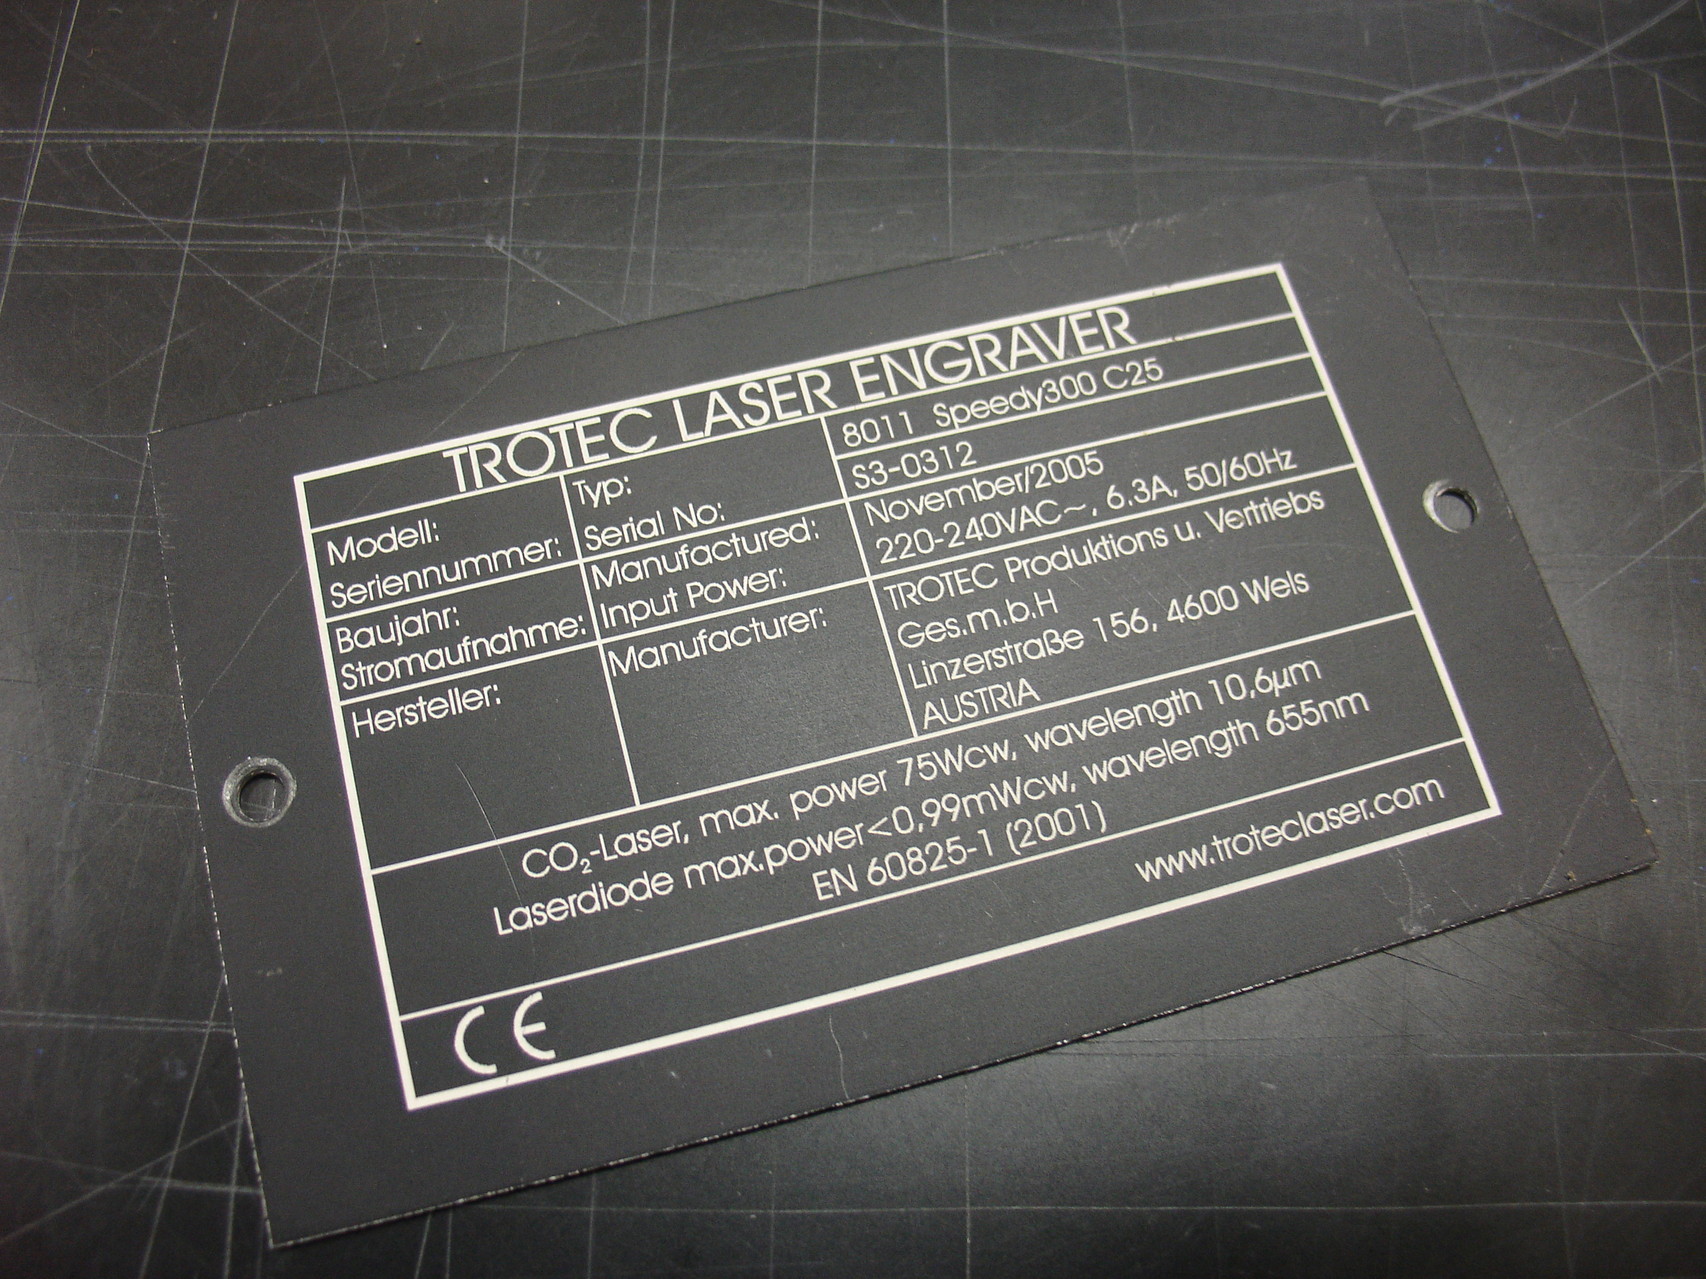 TROTEC LASER ENGRAVER
Modell: Typ: 8011 Speedy300 C25
Seriennummer: Serial No: S3-0312
Baujahr: Manufactured: November/2005
Stromaufnahme: Input Power: 220-240VAC~, 6.3A, 50/60Hz
Hersteller: Manufacturer: TROTEC Produktions u. Vertriebs
Ges.m.b.H
Linzerstraße 156, 4600 Wels
AUSTRIA
CO₂-Laser, max. power 75Wcw, wavelength 10,6µm
Laserdiode max.power<0,99mWcw, wavelength 655nm
EN 60825-1 (2001)
www.troteclaser.com
CE